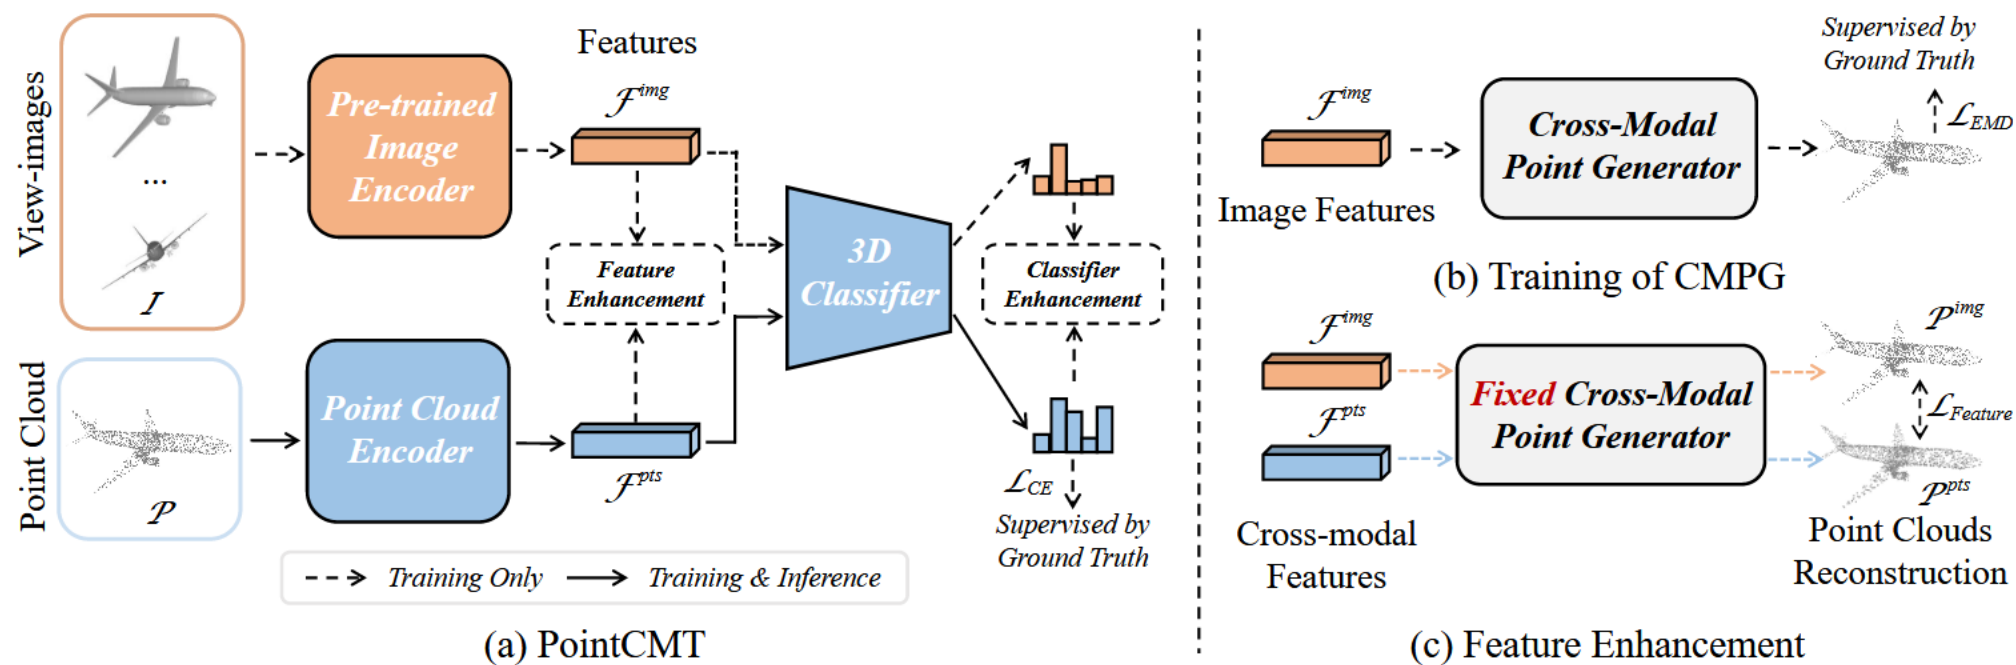 View-images
I
...
Pre-trained
Image
Encoder
Features
ℱ^img
Feature
Enhancement
3D
Classifier
Classifier
Enhancement
Point Cloud
P
Point Cloud
Encoder
ℱ^pts
ℒ_CE
Supervised by
Ground Truth
Training Only
Training & Inference
(a) PointCMT
ℱ^img
Image Features
Cross-Modal
Point Generator
Supervised by
Ground Truth
ℒ_EMD
(b) Training of CMPG
ℱ^img
ℱ^pts
Cross-modal
Features
Fixed Cross-Modal
Point Generator
P^img
ℒ_Feature
P^pts
Point Clouds
Reconstruction
(c) Feature Enhancement